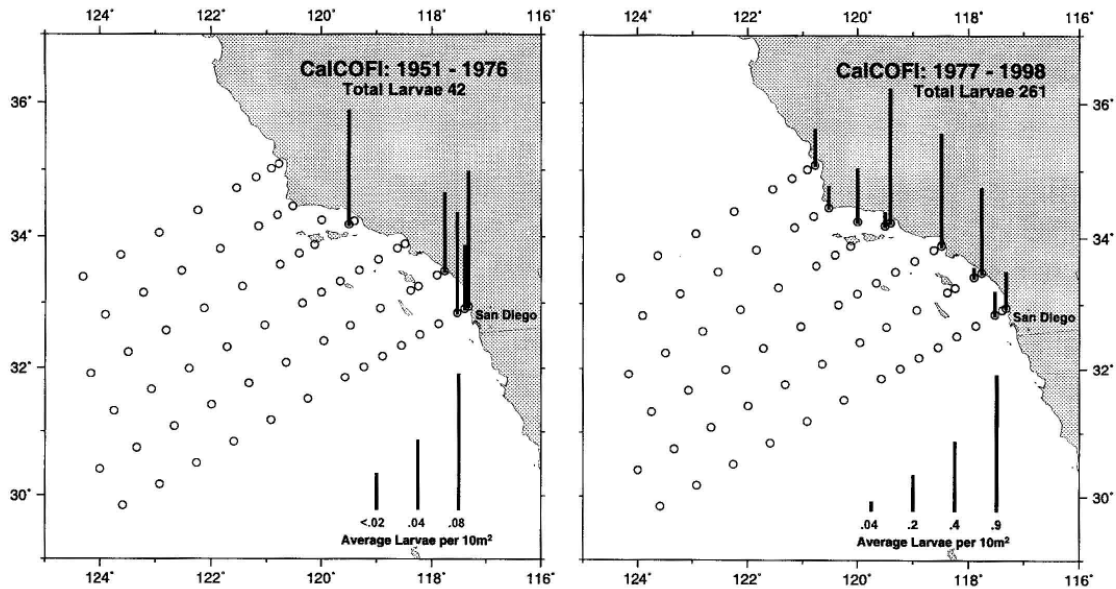 124° 122° 120° 118° 116°
CalCOFI: 1951 - 1976
Total Larvae 42
36°
34°
San Diego
32°
30°
<.02 .04 .08
Average Larvae per 10m²
124° 122° 120° 118° 116°
124° 122° 120° 118° 116°
CalCOFI: 1977 - 1998
Total Larvae 261
36°
34°
San Diego
32°
30°
.04 .2 .4 .9
Average Larvae per 10m²
124° 122° 120° 118° 116°